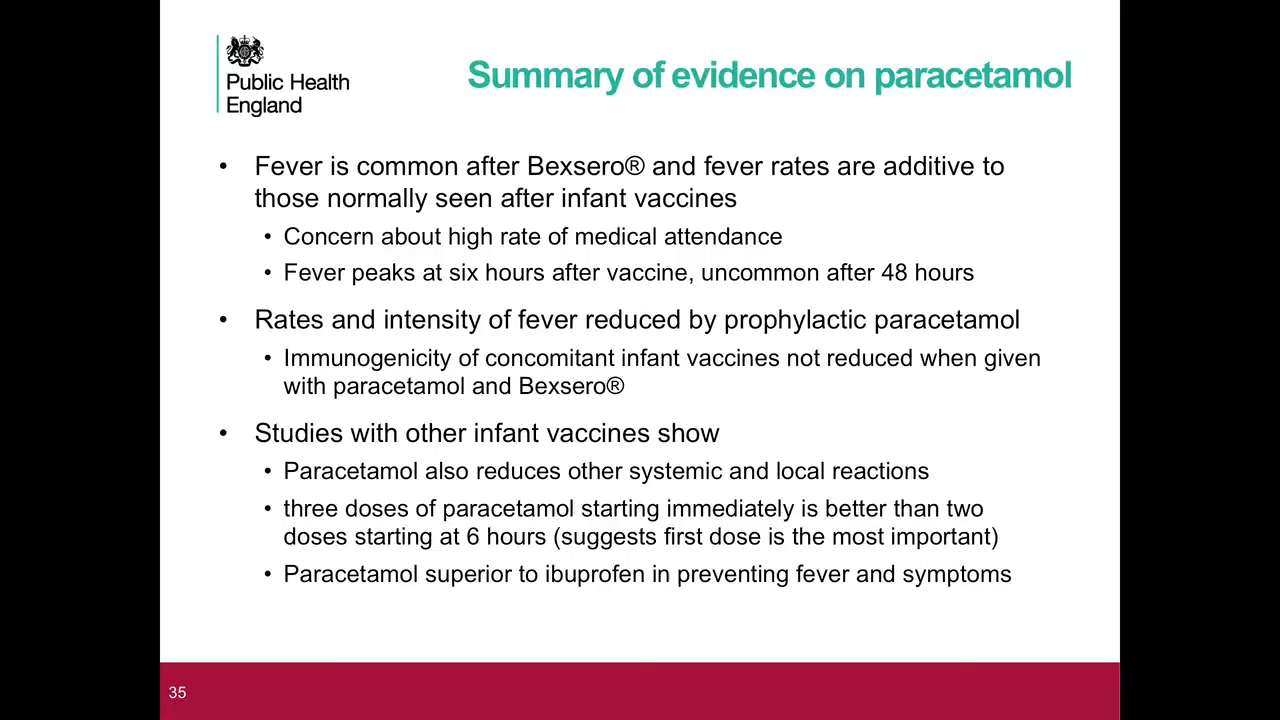 Public Health
England
Summary of evidence on paracetamol
• Fever is common after Bexsero® and fever rates are additive to
those normally seen after infant vaccines
• Concern about high rate of medical attendance
• Fever peaks at six hours after vaccine, uncommon after 48 hours
• Rates and intensity of fever reduced by prophylactic paracetamol
• Immunogenicity of concomitant infant vaccines not reduced when given
with paracetamol and Bexsero®
• Studies with other infant vaccines show
• Paracetamol also reduces other systemic and local reactions
• three doses of paracetamol starting immediately is better than two
doses starting at 6 hours (suggests first dose is the most important)
• Paracetamol superior to ibuprofen in preventing fever and symptoms
35